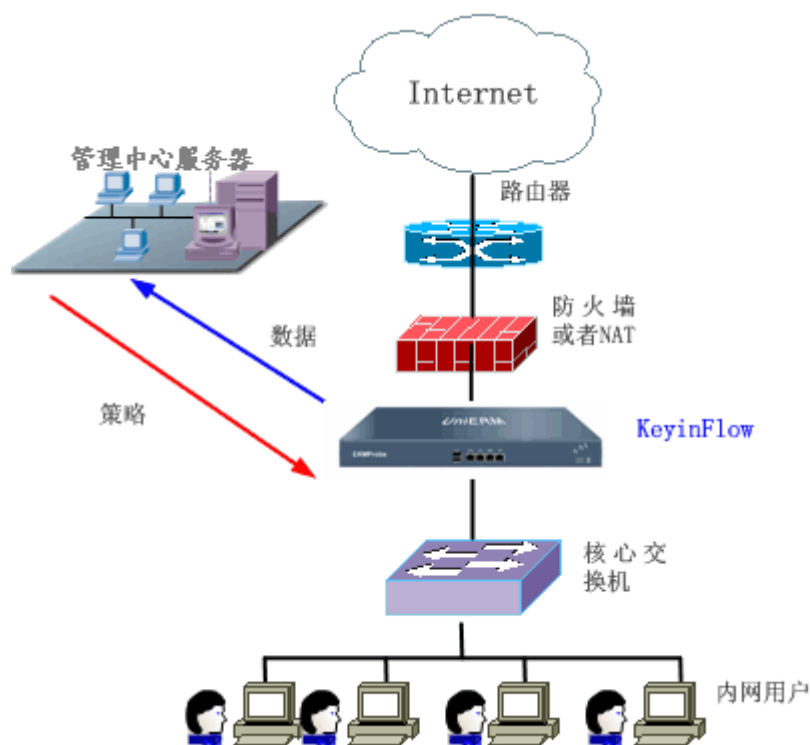 Internet
管理中心服务器
路由器
防 火 墙
或者NAT
数据
策略
KeyinFlow
核 心 交
换机
内网用户